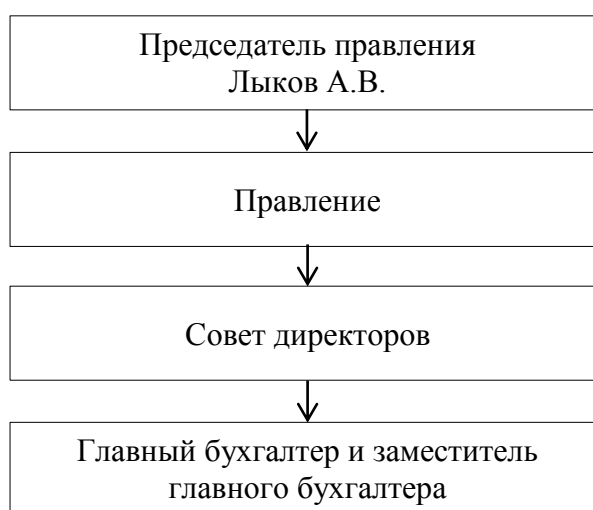 Председатель правления
Лыков А.В.
Правление
Совет директоров
Главный бухгалтер и заместитель
главного бухгалтера